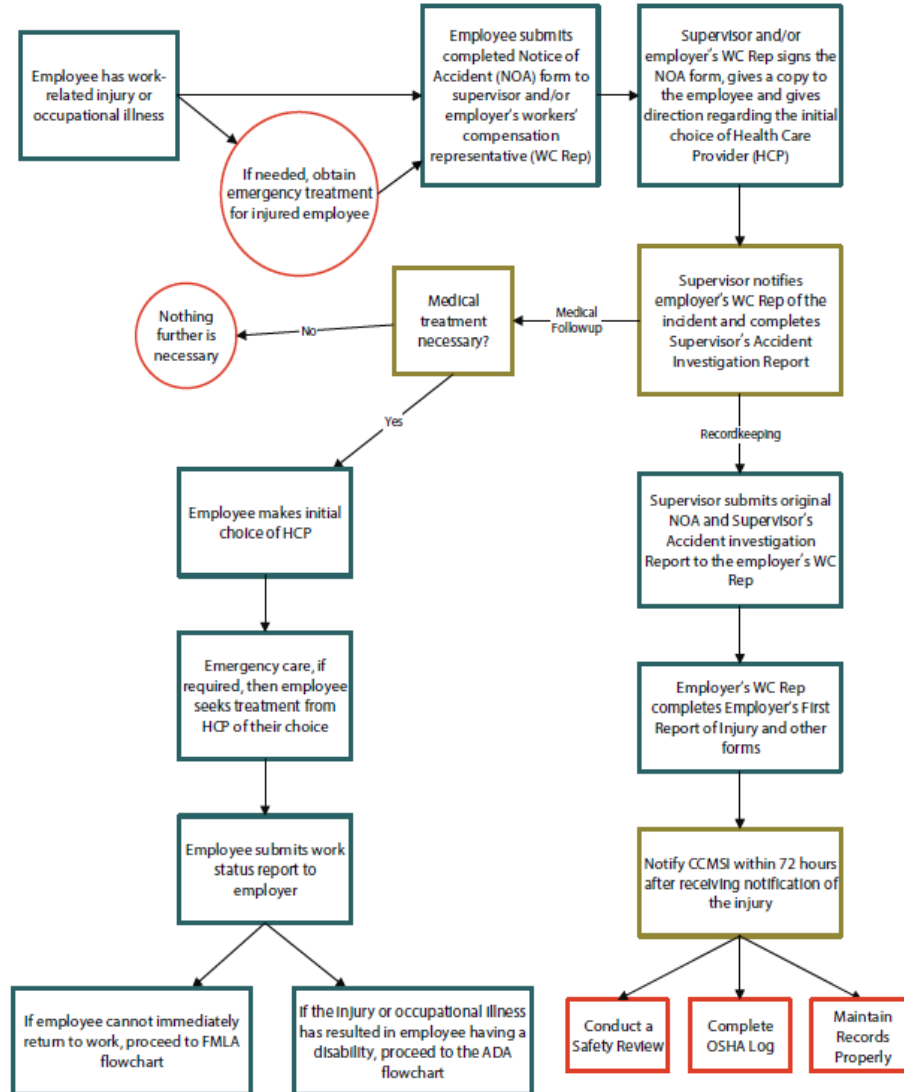 Employee has work-
related injury or
occupational illness
If needed, obtain
emergency treatment
for injured employee
Employee submits
completed Notice of
Accident (NOA) form to
supervisor and/or
employer's workers'
compensation
representative (WC Rep)
Supervisor and/or
employer's WC Rep signs the
NOA form, gives a copy to
the employee and gives
direction regarding the initial
choice of Health Care
Provider (HCP)
Supervisor notifies
employer's WC Rep of the
incident and completes
Supervisor's Accident
Investigation Report
Medical
Followup
Medical
treatment
necessary?
No
Nothing
further is
necessary
Yes
Employee makes initial
choice of HCP
Emergency care, if
required, then employee
seeks treatment from
HCP of their choice
Employee submits work
status report to
employer
If employee cannot immediately
return to work, proceed to FMLA
flowchart
If the injury or occupational illness
has resulted in employee having a
disability, proceed to the ADA
flowchart
Recordkeeping
Supervisor submits original
NOA and Supervisor's
Accident investigation
Report to the employer's WC
Rep
Employer's WC Rep
completes Employer's First
Report of Injury and other
forms
Notify CCMSI within 72 hours
after receiving notification of
the injury
Conduct a
Safety Review
Complete
OSHA Log
Maintain
Records
Properly